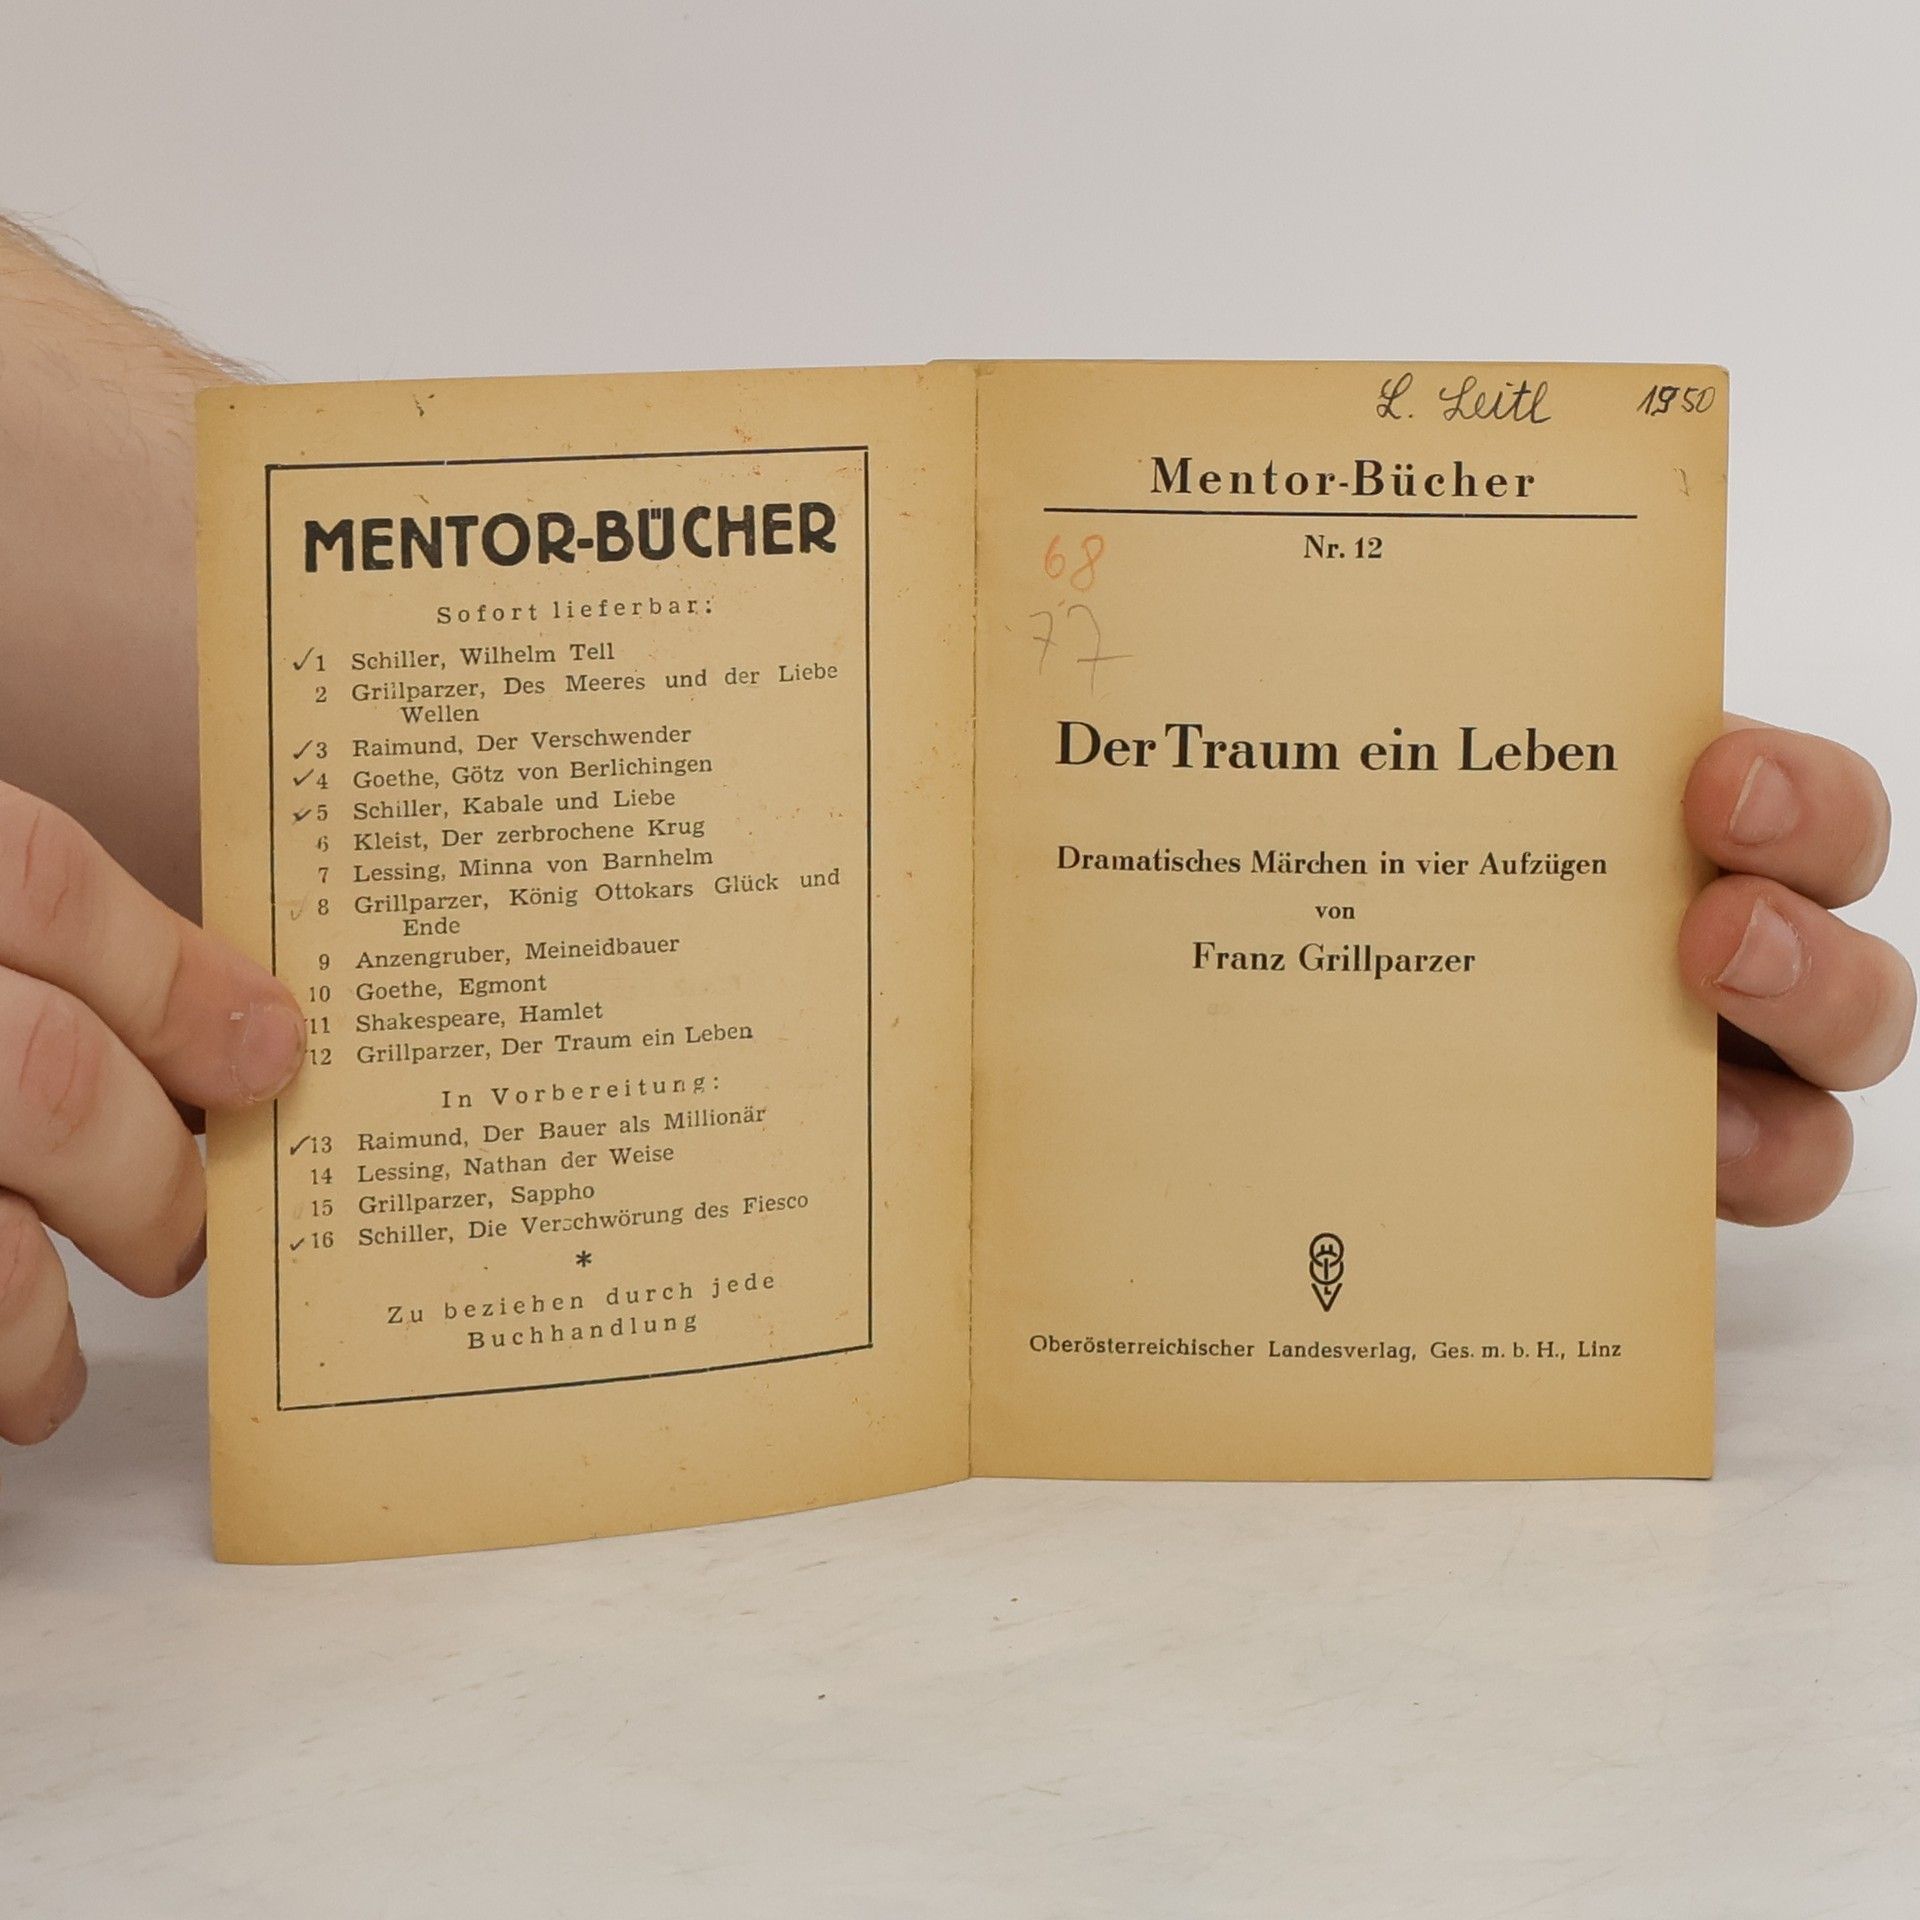 MENTOR-BÜCHER
Sofort lieferbar:
✓1 Schiller, Wilhelm Tell
2 Grillparzer, Des Meeres und der Liebe
Wellen
✓3 Raimund, Der Verschwender
✓4 Goethe, Götz von Berlichingen
✓5 Schiller, Kabale und Liebe
6 Kleist, Der zerbrochene Krug
7 Lessing, Minna von Barnhelm
✓8 Grillparzer, König Ottokars Glück und
Ende
9 Anzengruber, Meineidbauer
10 Goethe, Egmont
11 Shakespeare, Hamlet
12 Grillparzer, Der Traum ein Leben
In Vorbereitung:
✓13 Raimund, Der Bauer als Millionär
14 Lessing, Nathan der Weise
15 Grillparzer, Sappho
✓16 Schiller, Die Verschwörung des Fiesco
*
Zu beziehen durch jede
Buchhandlung
L. Leitl 1950
Mentor-Bücher
Nr. 12
68
77
Der Traum ein Leben
Dramatisches Märchen in vier Aufzügen
von
Franz Grillparzer
Oberösterreichischer Landesverlag, Ges. m. b. H., Linz